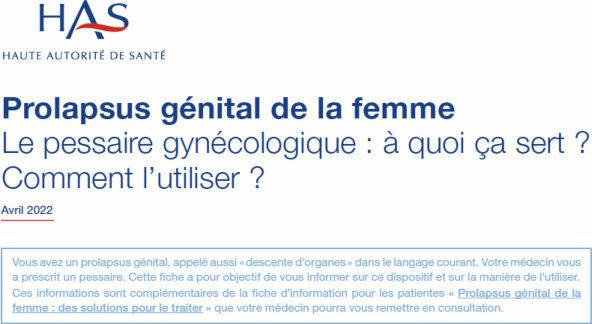 HAS
HAUTE AUTORITÉ DE SANTÉ
Prolapsus génital de la femme
Le pessaire gynécologique : à quoi ça sert ?
Comment l’utiliser ?
Avril 2022
Vous avez un prolapsus génital, appelé aussi «descente d’organes» dans le langage courant. Votre médecin vous
a prescrit un pessaire. Cette fiche a pour objectif de vous informer sur ce dispositif et sur la manière de l’utiliser.
Ces informations sont complémentaires de la fiche d’information pour les patientes « Prolapsus génital de la
femme : des solutions pour le traiter » que votre médecin pourra vous remettre en consultation.